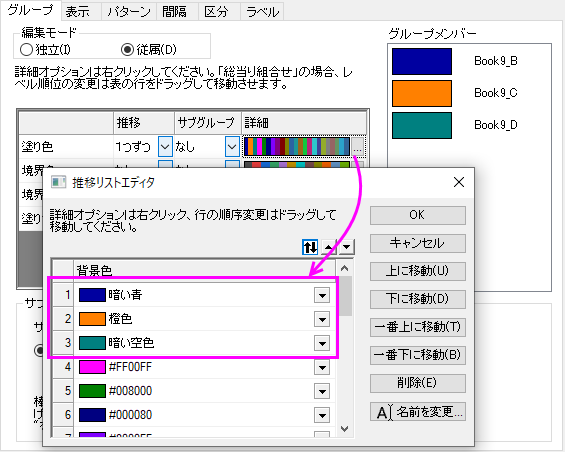 グループ 表示 パターン 間隔 区分 ラベル
編集モード
独立(I) 従属(D)
詳細オプションは右クリックしてください。「総当り組合せ」の場合、レ
ベル順位の変更は表の行をドラッグして移動させます。
グループメンバー
Book9_B
Book9_C
Book9_D
推移 サブグループ 詳細
塗り色 1つずつ なし ...
境界
境界
塗り
サブ
サ
推移リストエディタ
詳細オプションは右クリック、行の順序変更はドラッグして
移動してください。
背景色
1 暗い青
2 橙色
3 暗い空色
4 #FF00FF
5 #008000
6 #000080
OK
キャンセル
上に移動(U)
下に移動(D)
一番上に移動(T)
一番下に移動(B)
削除(E)
名前を変更...